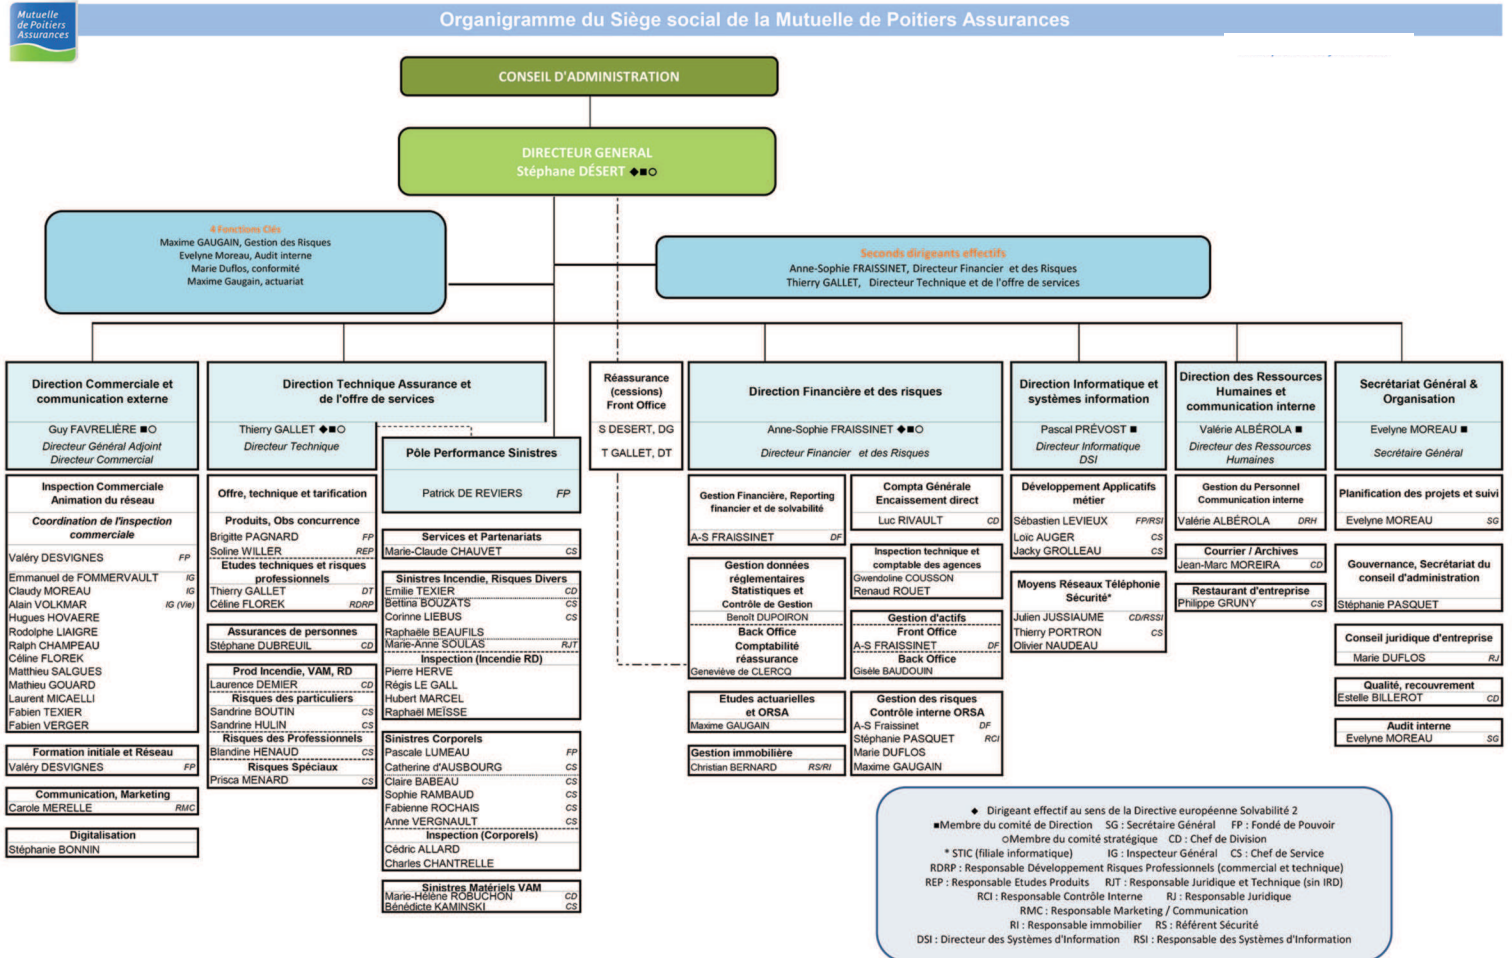 Mutuelle
de Poitiers
Assurances
Organigramme du Siège social de la Mutuelle de Poitiers Assurances
CONSEIL D'ADMINISTRATION
DIRECTEUR GENERAL
Stéphane DÉSERT ◆■O
4 Fonctions Clés
Maxime GAUGAIN, Gestion des Risques
Evelyne Moreau, Audit interne
Marie Duflos, conformité
Maxime Gaugain, actuariat
Seconds dirigeants effectifs
Anne-Sophie FRAISSINET, Directeur Financier et des Risques
Thierry GALLET, Directeur Technique et de l'offre de services
Direction Commerciale et
communication externe
Guy FAVRELIÈRE ■O
Directeur Général Adjoint
Directeur Commercial
Inspection Commerciale
Animation du réseau
Coordination de l'inspection
commerciale
Valéry DESVIGNES FP
Emmanuel de FOMMERVAULT IG
Claudy MOREAU IG
Alain VOLKMAR IG (Vie)
Hugues HOVAERE
Rodolphe LIAIGRE
Ralph CHAMPEAU
Céline FLOREK
Matthieu SALGUES
Mathieu GOUARD
Laurent MICAELLI
Fabien TEXIER
Fabien VERGER
Formation initiale et Réseau
Valéry DESVIGNES FP
Communication, Marketing
Carole MERELLE RMC
Digitalisation
Stéphanie BONNIN
Direction Technique Assurance et
de l'offre de services
Thierry GALLET ◆■O
Directeur Technique
Offre, technique et tarification
Produits, Obs concurrence
Brigitte PAGNARD FP
Soline WILLER REP
Etudes techniques et risques
professionnels
Thierry GALLET DT
Céline FLOREK RDRP
Assurances de personnes
Stéphane DUBREUIL CD
Prod Incendie, VAM, RD
Laurence DEMIER CD
Risques des particuliers
Sandrine BOUTIN CS
Sandrine HULIN CS
Risques des Professionnels
Blandine HENAUD CS
Risques Spéciaux
Prisca MENARD CS
Pôle Performance Sinistres
Patrick DE REVIERS FP
Services et Partenariats
Marie-Claude CHAUVET CS
Sinistres Incendie, Risques Divers
Emilie TEXIER CD
Bettina BOUZATS CS
Corinne LIEBUS CS
Raphaële BEAUFILS
Marie-Anne SOULAS RJT
Inspection (Incendie RD)
Pierre HERVE
Régis LE GALL
Hubert MARCEL
Raphaël MEÏSSE
Sinistres Corporels
Pascale LUMEAU FP
Catherine d'AUSBOURG CS
Claire BABEAU CS
Sophie RAMBAUD CS
Fabienne ROCHAIS CS
Anne VERGNAULT CS
Inspection (Corporels)
Cédric ALLARD
Charles CHANTRELLE
Sinistres Matériels VAM
Marie-Hélène ROBUCHON CD
Bénédicte KAMINSKI CS
Réassurance
(cessions)
Front Office
S DESERT, DG
T GALLET, DT
Direction Financière et des risques
Anne-Sophie FRAISSINET ◆■O
Directeur Financier et des Risques
Gestion Financière, Reporting
financier et de solvabilité
A-S FRAISSINET DF
Gestion données
réglementaires
Statistiques et
Contrôle de Gestion
Benoît DUPOIRON
Back Office
Comptabilité
réassurance
Geneviève de CLERCQ
Etudes actuarielles
et ORSA
Maxime GAUGAIN
Gestion immobilière
Christian BERNARD RS/RI
Compta Générale
Encaissement direct
Luc RIVAULT CD
Inspection technique et
comptable des agences
Gwendoline COUSSON
Renaud ROUET
Gestion d'actifs
Front Office
A-S FRAISSINET DF
Back Office
Gisèle BAUDOUIN
Gestion des risques
Contrôle interne ORSA
A-S Fraissinet DF
Stéphanie PASQUET RCI
Marie DUFLOS
Maxime GAUGAIN
Direction Informatique et
systèmes information
Pascal PRÉVOST ■
Directeur Informatique
DSI
Développement Applicatifs
métier
Sébastien LEVIEUX FP/RSI
Loïc AUGER CS
Jacky GROLLEAU CS
Moyens Réseaux Téléphonie
Sécurité*
Julien JUSSIAUME CD/RSSI
Thierry PORTRON CS
Olivier NAUDEAU
Direction des Ressources
Humaines et
communication interne
Valérie ALBÉROLA ■
Directeur des Ressources
Humaines
Gestion du Personnel
Communication interne
Valérie ALBÉROLA DRH
Courrier / Archives
Jean-Marc MOREIRA CD
Restaurant d'entreprise
Philippe GRUNY CS
Secrétariat Général &
Organisation
Evelyne MOREAU ■
Secrétaire Général
Planification des projets et suivi
Evelyne MOREAU SG
Gouvernance, Secrétariat du
conseil d'administration
Stéphanie PASQUET
Conseil juridique d'entreprise
Marie DUFLOS RJ
Qualité, recouvrement
Estelle BILLEROT CD
Audit interne
Evelyne MOREAU SG
◆ Dirigeant effectif au sens de la Directive européenne Solvabilité 2
■Membre du comité de Direction SG : Secrétaire Général FP : Fondé de Pouvoir
OMembre du comité stratégique CD : Chef de Division
* STIC (filiale informatique) IG : Inspecteur Général CS : Chef de Service
RDRP : Responsable Développement Risques Professionnels (commercial et technique)
REP : Responsable Etudes Produits RJT : Responsable Juridique et Technique (sin IRD)
RCI : Responsable Contrôle Interne RJ : Responsable Juridique
RMC : Responsable Marketing / Communication
RI : Responsable immobilier RS : Référent Sécurité
DSI : Directeur des Systèmes d'Information RSI : Responsable des Systèmes d'Information